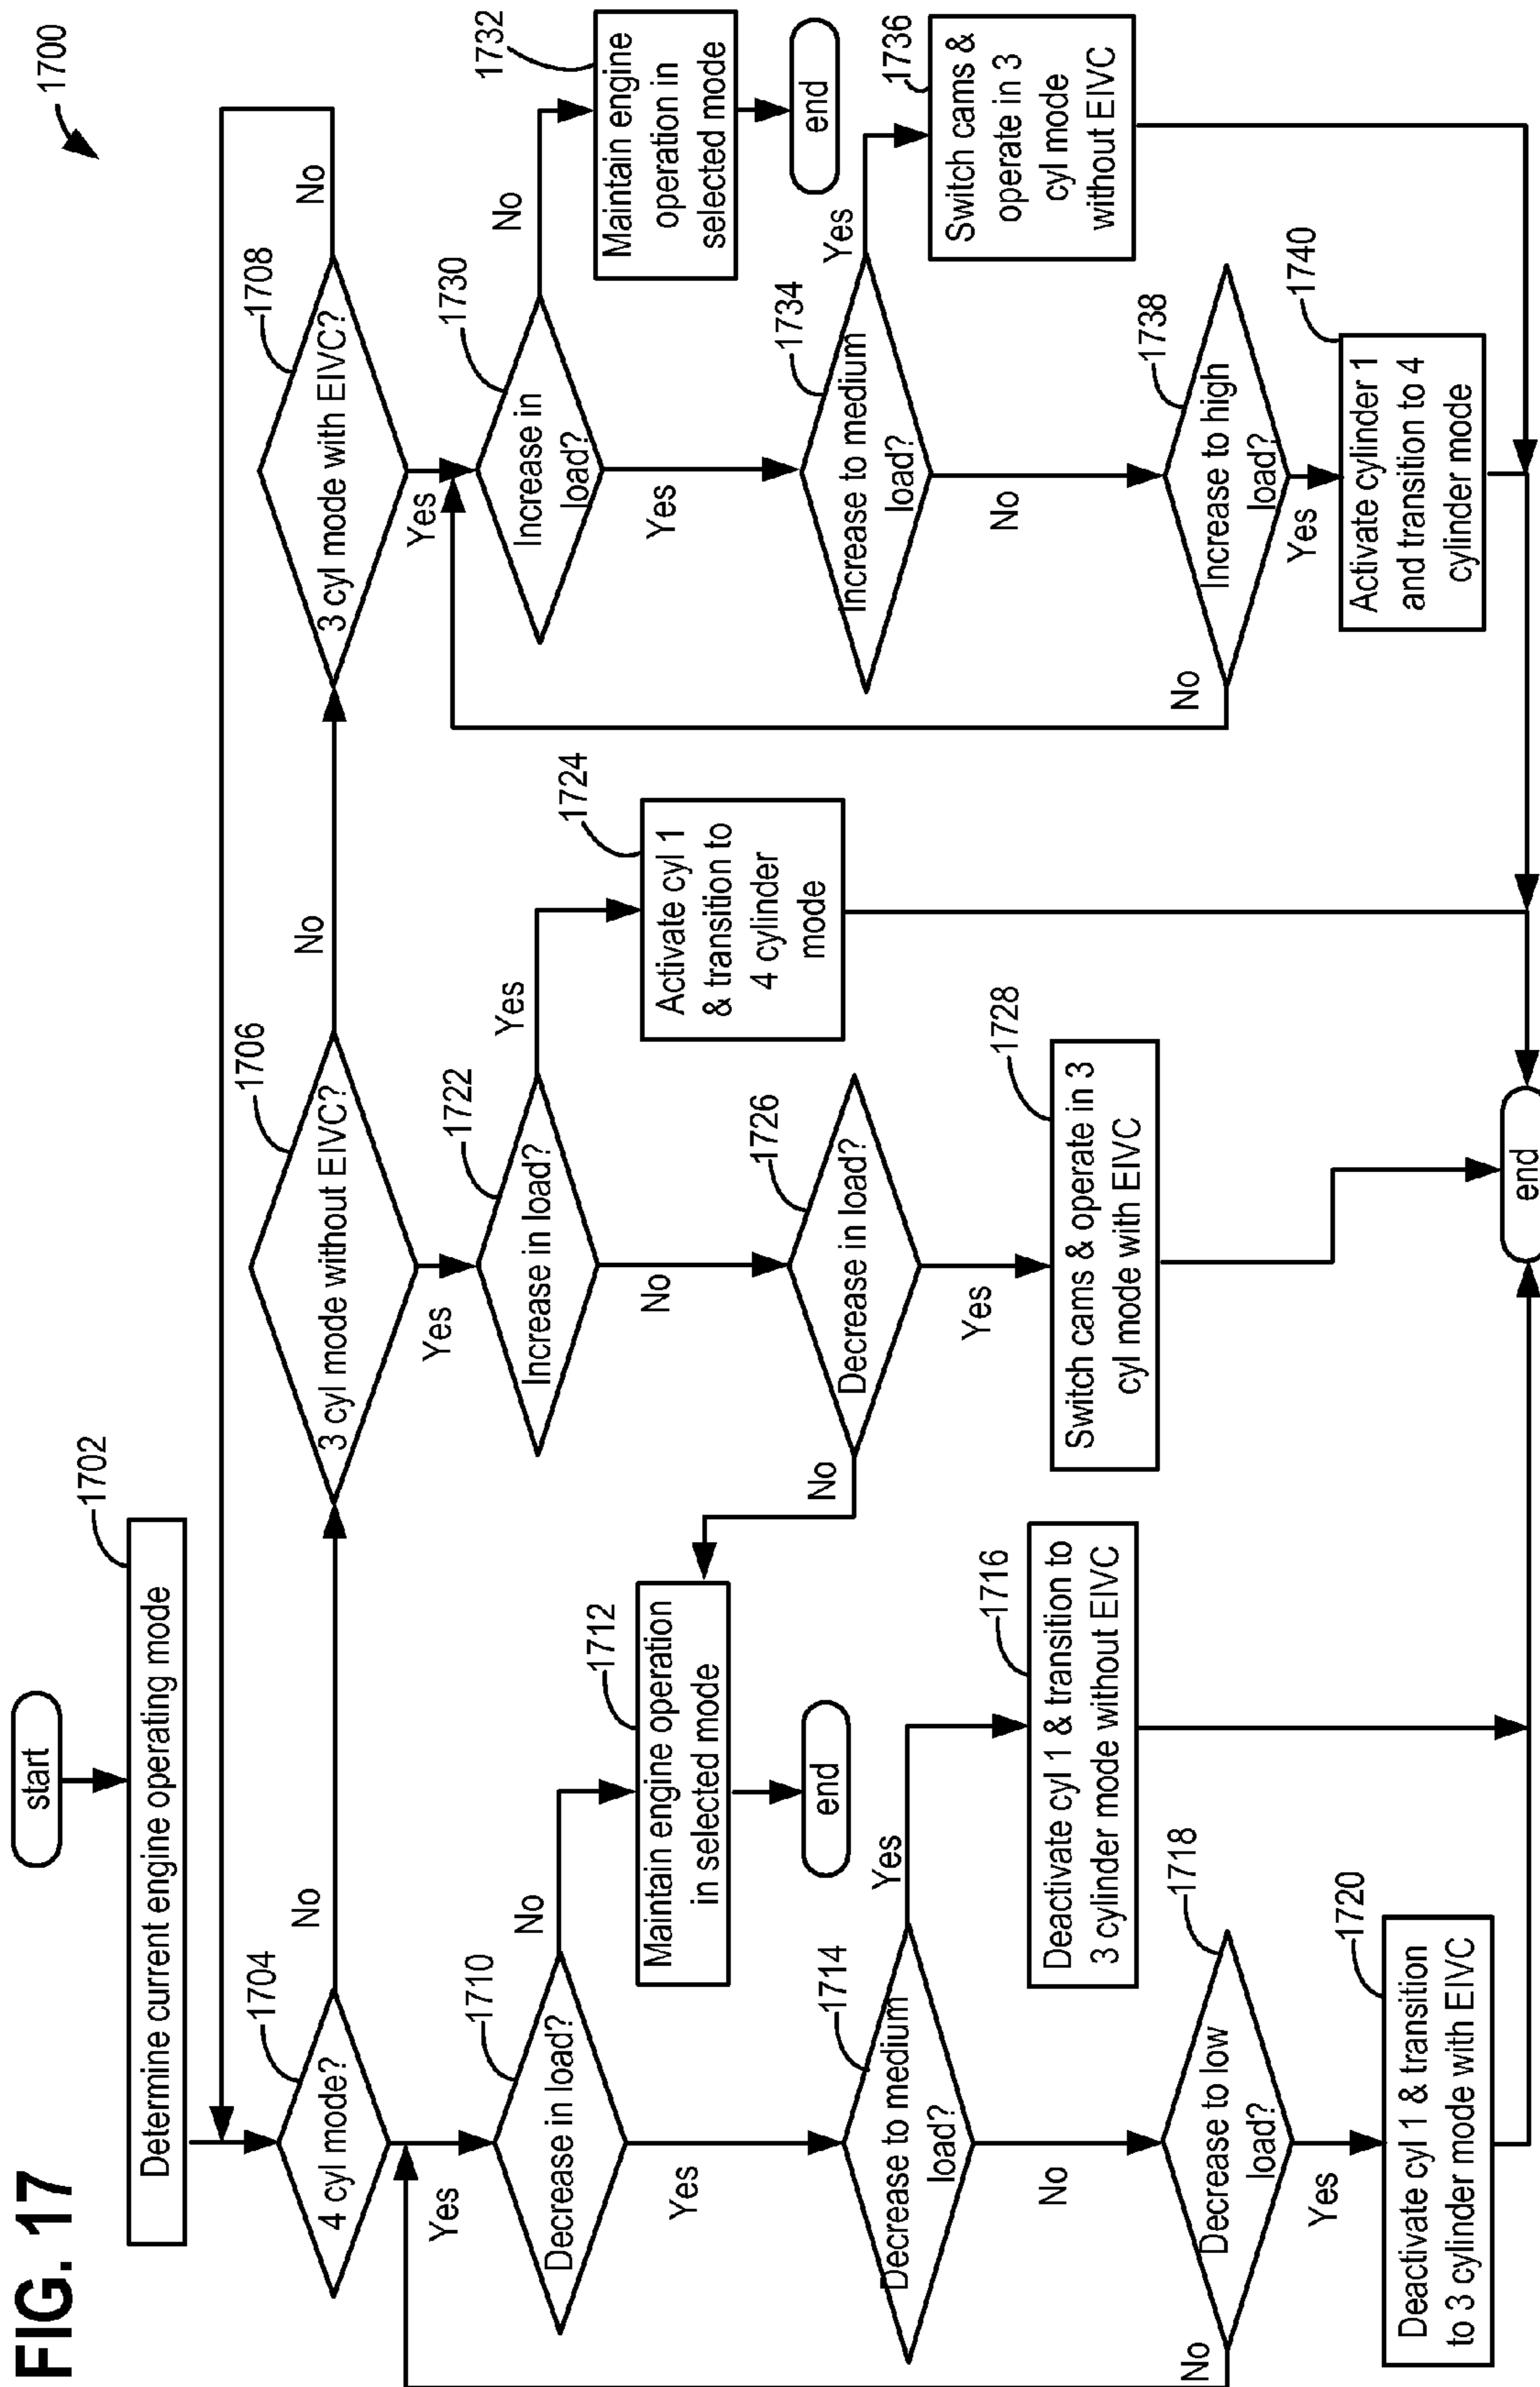 FIG. 17
1700
start
Determine current engine operating mode
1702
4 cyl mode?
1704
No
Yes
3 cyl mode without EIVC?
1706
No
Yes
3 cyl mode with EIVC?
1708
No
Yes
Decrease in load?
1710
No
Yes
Maintain engine operation
in selected mode
1712
end
Decrease to medium
load?
1714
Yes
No
Deactivate cyl 1 & transition to
3 cylinder mode without EIVC
1716
Decrease to low
load?
1718
No
Yes
Deactivate cyl 1 & transition
to 3 cylinder mode with EIVC
1720
Increase in load?
1722
Yes
No
Activate cyl 1
& transition to
4 cylinder
mode
1724
Decrease in load?
1726
No
Yes
Switch cams & operate in 3
cyl mode with EIVC
1728
Increase in
load?
1730
No
Yes
Maintain engine
operation in
selected mode
1732
end
Increase to medium
load?
1734
Yes
No
Switch cams &
operate in 3
cyl mode
without EIVC
1736
Increase to high
load?
1738
No
Yes
Activate cylinder 1
and transition to 4
cylinder mode
1740
end